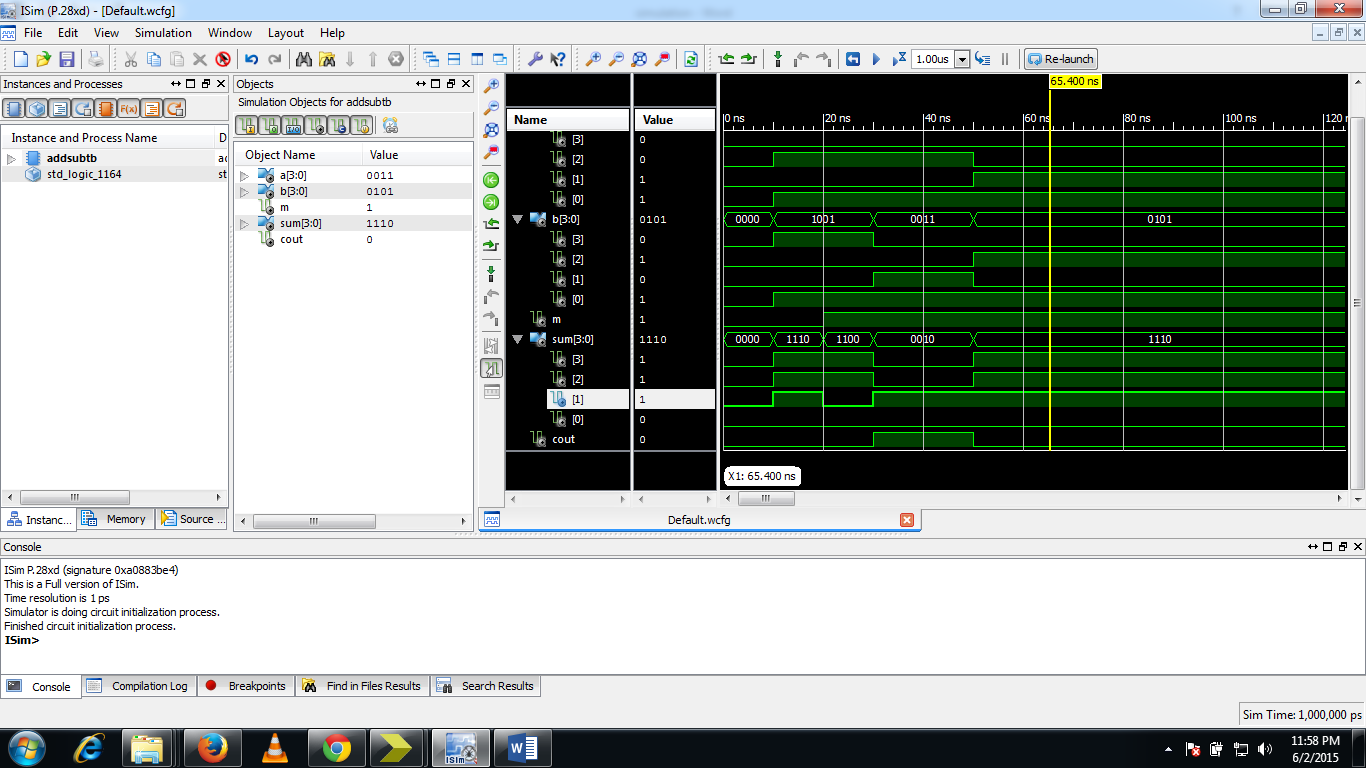 ISim (P.28xd) - [Default.wcfg]
File Edit View Simulation Window Layout Help
1.00us Re-launch
Instances and Processes
Instance and Process Name D
addsubtb
std_logic_1164 st
Instanc... Memory Source ...
Objects
Simulation Objects for addsubtb
Object Name Value
a[3:0] 0011
b[3:0] 0101
m 1
sum[3:0] 1110
cout 0
65.400 ns
Name Value
0 ns 20 ns 40 ns 60 ns 80 ns 100 ns 120 n
[3] 0
[2] 0
[1] 1
[0] 1
b[3:0] 0101 0000 1001 0011 0101
[3] 0
[2] 1
[1] 0
[0] 1
m 1
sum[3:0] 1110 0000 1110 1100 0010 1110
[3] 1
[2] 1
[1] 1
[0] 0
cout 0
X1: 65.400 ns
Default.wcfg
Console
ISim P.28xd (signature 0xa0883be4)
This is a Full version of ISim.
Time resolution is 1 ps
Simulator is doing circuit initialization process.
Finished circuit initialization process.
ISim>
Console Compilation Log Breakpoints Find in Files Results Search Results
Sim Time: 1,000,000 ps
11:58 PM
6/2/2015